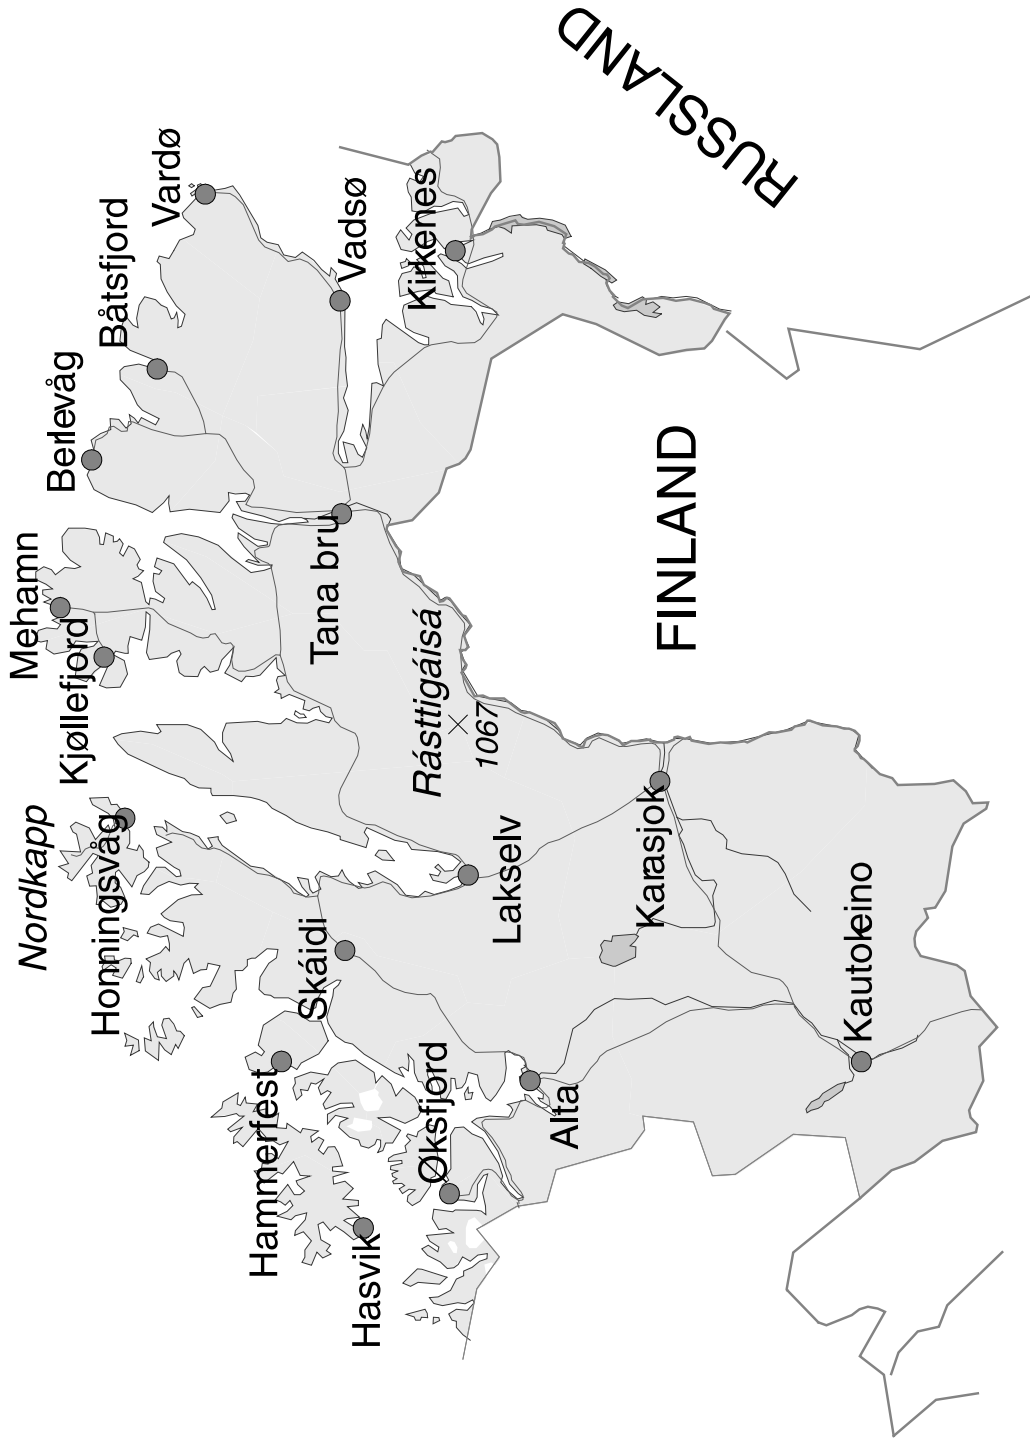 Nordkapp
Mehamn
Berlevåg
Kjøllefjord
Honningsvåg
Båtsfjord
Vardø
Hammerfest
Skáidi
Tana bru
Vadsø
Hasvik
Øksfjord
Rásttigáisá
1067
Kirkenes
Lakselv
Alta
Karasjok
Kautokeino
FINLAND
RUSSLAND